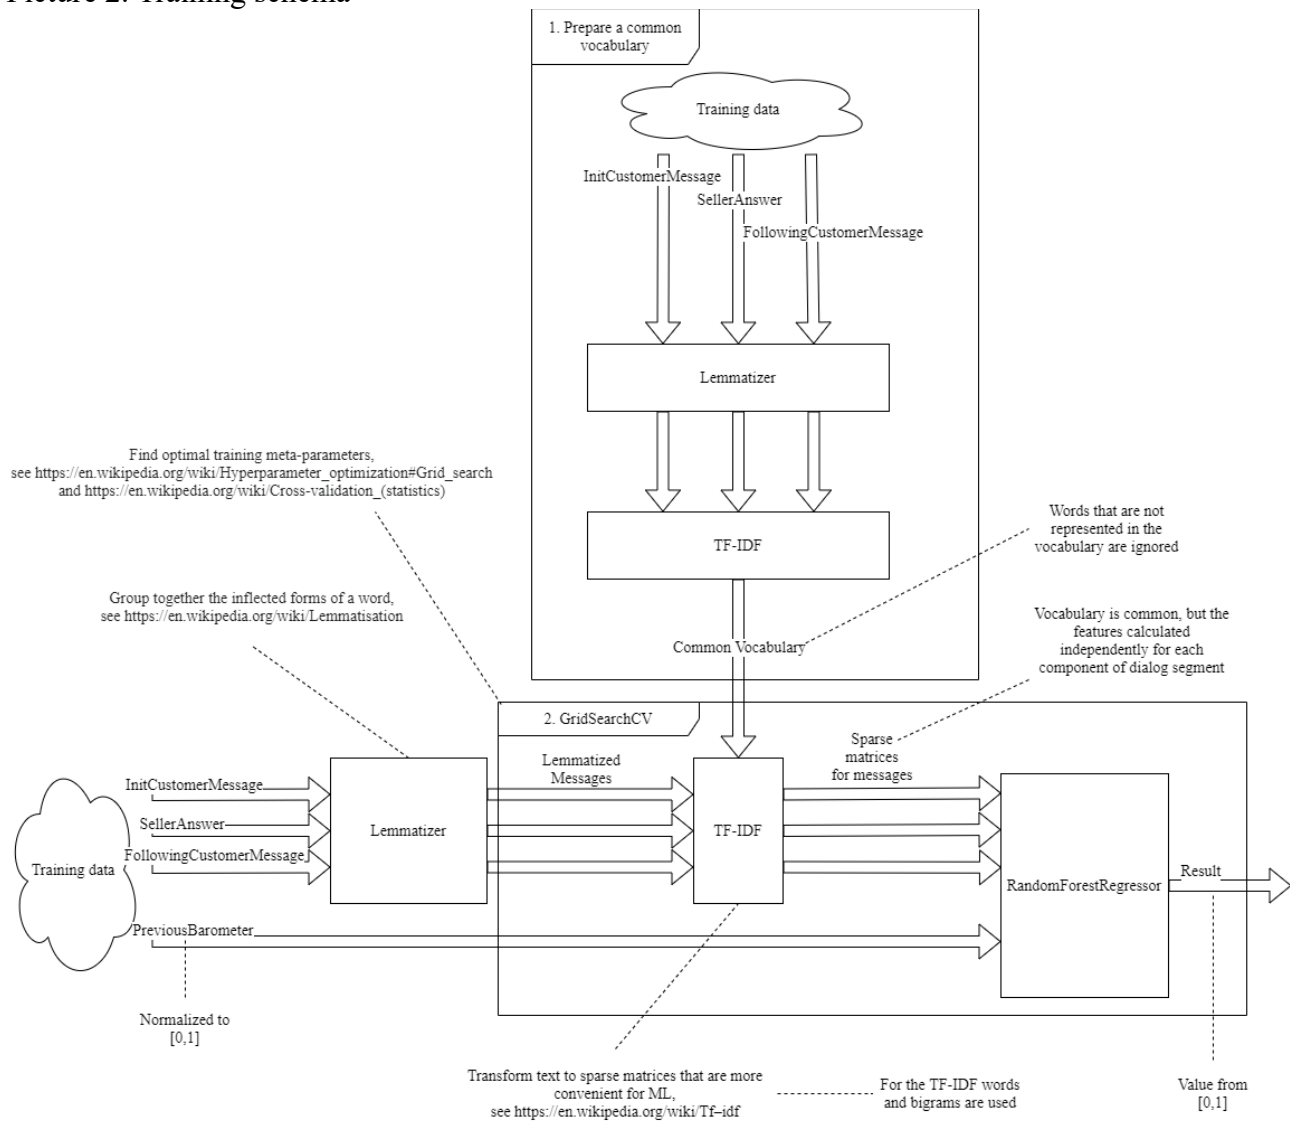 Picture 2. Training schema
1. Prepare a common
vocabulary
Training data
InitCustomerMessage
SellerAnswer
FollowingCustomerMessage
Lemmatizer
Find optimal training meta-parameters,
see https://en.wikipedia.org/wiki/Hyperparameter_optimization#Grid_search
and https://en.wikipedia.org/wiki/Cross-validation_(statistics)
TF-IDF
Words that are not
represented in the
vocabulary are ignored
Group together the inflected forms of a word,
see https://en.wikipedia.org/wiki/Lemmatisation
Common Vocabulary
Vocabulary is common, but the
features calculated
independently for each
component of dialog segment
2. GridSearchCV
Training data
InitCustomerMessage
SellerAnswer
FollowingCustomerMessage
PreviousBarometer
Lemmatizer
Lemmatized
Messages
TF-IDF
Sparse
matrices
for messages
RandomForestRegressor
Result
Normalized to
[0,1]
Transform text to sparse matrices that are more
convenient for ML,
see https://en.wikipedia.org/wiki/Tf–idf
For the TF-IDF words
and bigrams are used
Value from
[0,1]